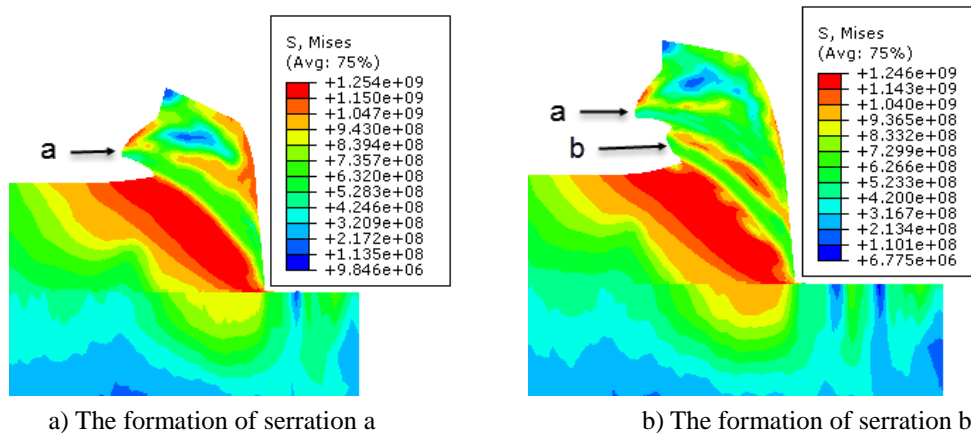 S, Mises
(Avg: 75%)
+1.254e+09
+1.150e+09
+1.047e+09
+9.430e+08
+8.394e+08
+7.357e+08
+6.320e+08
+5.283e+08
+4.246e+08
+3.209e+08
+2.172e+08
+1.135e+08
+9.846e+06
a
S, Mises
(Avg: 75%)
+1.246e+09
+1.143e+09
+1.040e+09
+9.365e+08
+8.332e+08
+7.299e+08
+6.266e+08
+5.233e+08
+4.200e+08
+3.167e+08
+2.134e+08
+1.101e+08
+6.775e+06
a
b
a) The formation of serration a
b) The formation of serration b